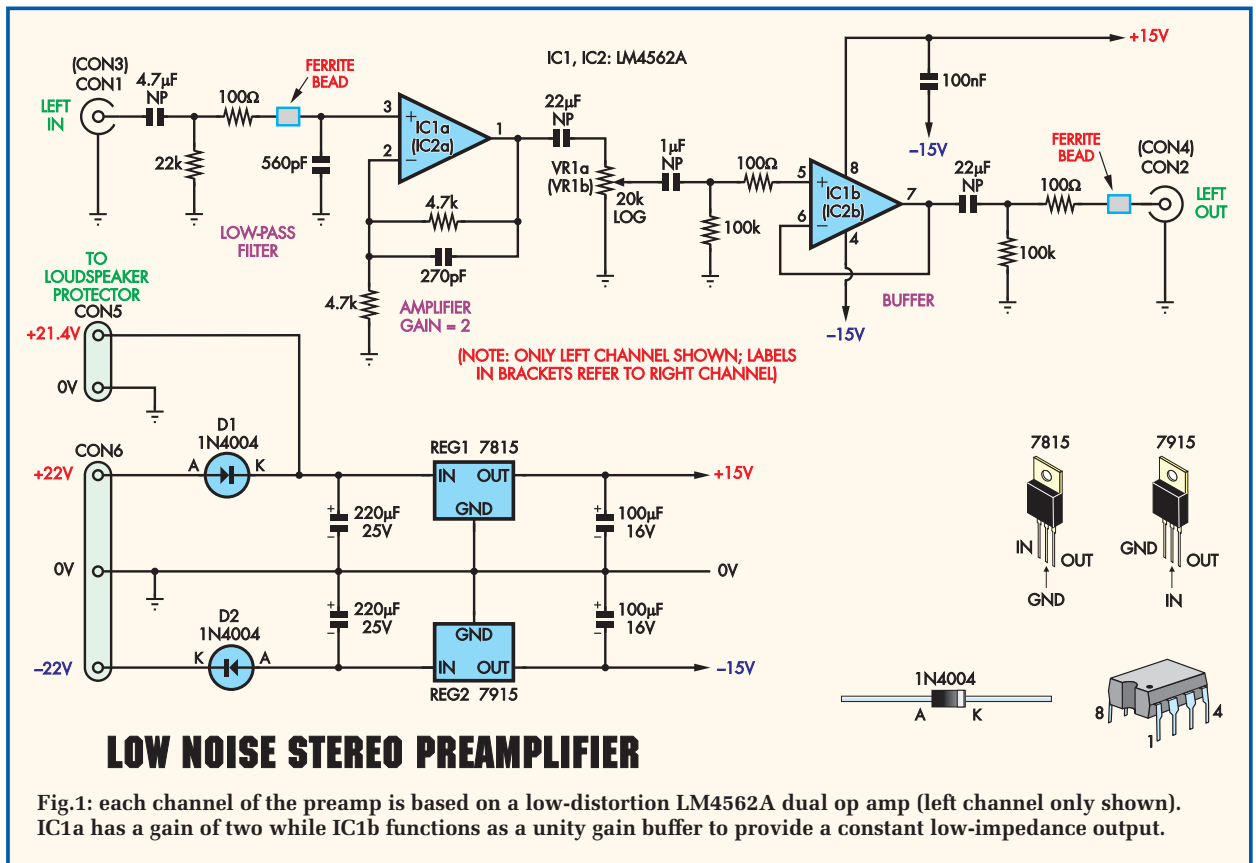 (CON3)
CON1
LEFT
IN
4.7µF
NP
100Ω
FERRITE
BEAD
22k
560pF
LOW-PASS
FILTER
3
+
2
–
IC1a
(IC2a)
1
4.7k
270pF
4.7k
AMPLIFIER
GAIN = 2
IC1, IC2: LM4562A
22µF
NP
VR1a
(VR1b)
20k
LOG
1µF
NP
100k
100Ω
5
+
6
–
IC1b
(IC2b)
8
7
4
+15V
100nF
–15V
–15V
BUFFER
22µF
NP
100k
100Ω
FERRITE
BEAD
(CON4)
CON2
LEFT
OUT
(NOTE: ONLY LEFT CHANNEL SHOWN; LABELS
IN BRACKETS REFER TO RIGHT CHANNEL)
TO
LOUDSPEAKER
PROTECTOR
CON5
+21.4V
0V
CON6
+22V
0V
–22V
D1
1N4004
A
K
D2
1N4004
K
A
+
–
220µF
25V
+
–
220µF
25V
REG1 7815
IN
OUT
GND
GND
IN
OUT
REG2 7915
+
–
100µF
16V
+
–
100µF
16V
+15V
0V
–15V
7815
IN
OUT
GND
7915
GND
OUT
IN
1N4004
A
K
8
4
1
LOW NOISE STEREO PREAMPLIFIER
Fig.1: each channel of the preamp is based on a low-distortion LM4562A dual op amp (left channel only shown).
IC1a has a gain of two while IC1b functions as a unity gain buffer to provide a constant low-impedance output.